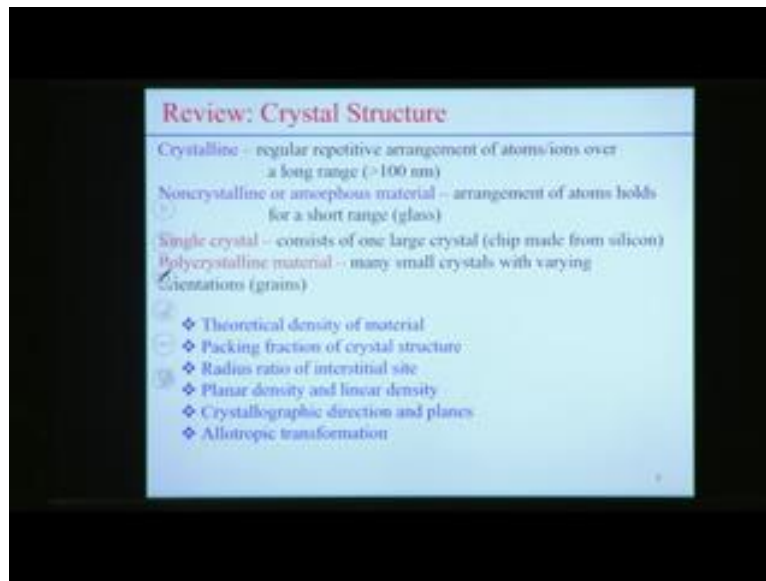 Review: Crystal Structure
Crystalline – regular repetitive arrangement of atoms/ions over
a long range (>100 nm)
Noncrystalline or amorphous material – arrangement of atoms holds
for a short range (glass)
Single crystal – consists of one large crystal (chip made from silicon)
Polycrystalline material – many small crystals with varying
orientations (grains)
❖ Theoretical density of material
❖ Packing fraction of crystal structure
❖ Radius ratio of interstitial site
❖ Planar density and linear density
❖ Crystallographic direction and planes
❖ Allotropic transformation